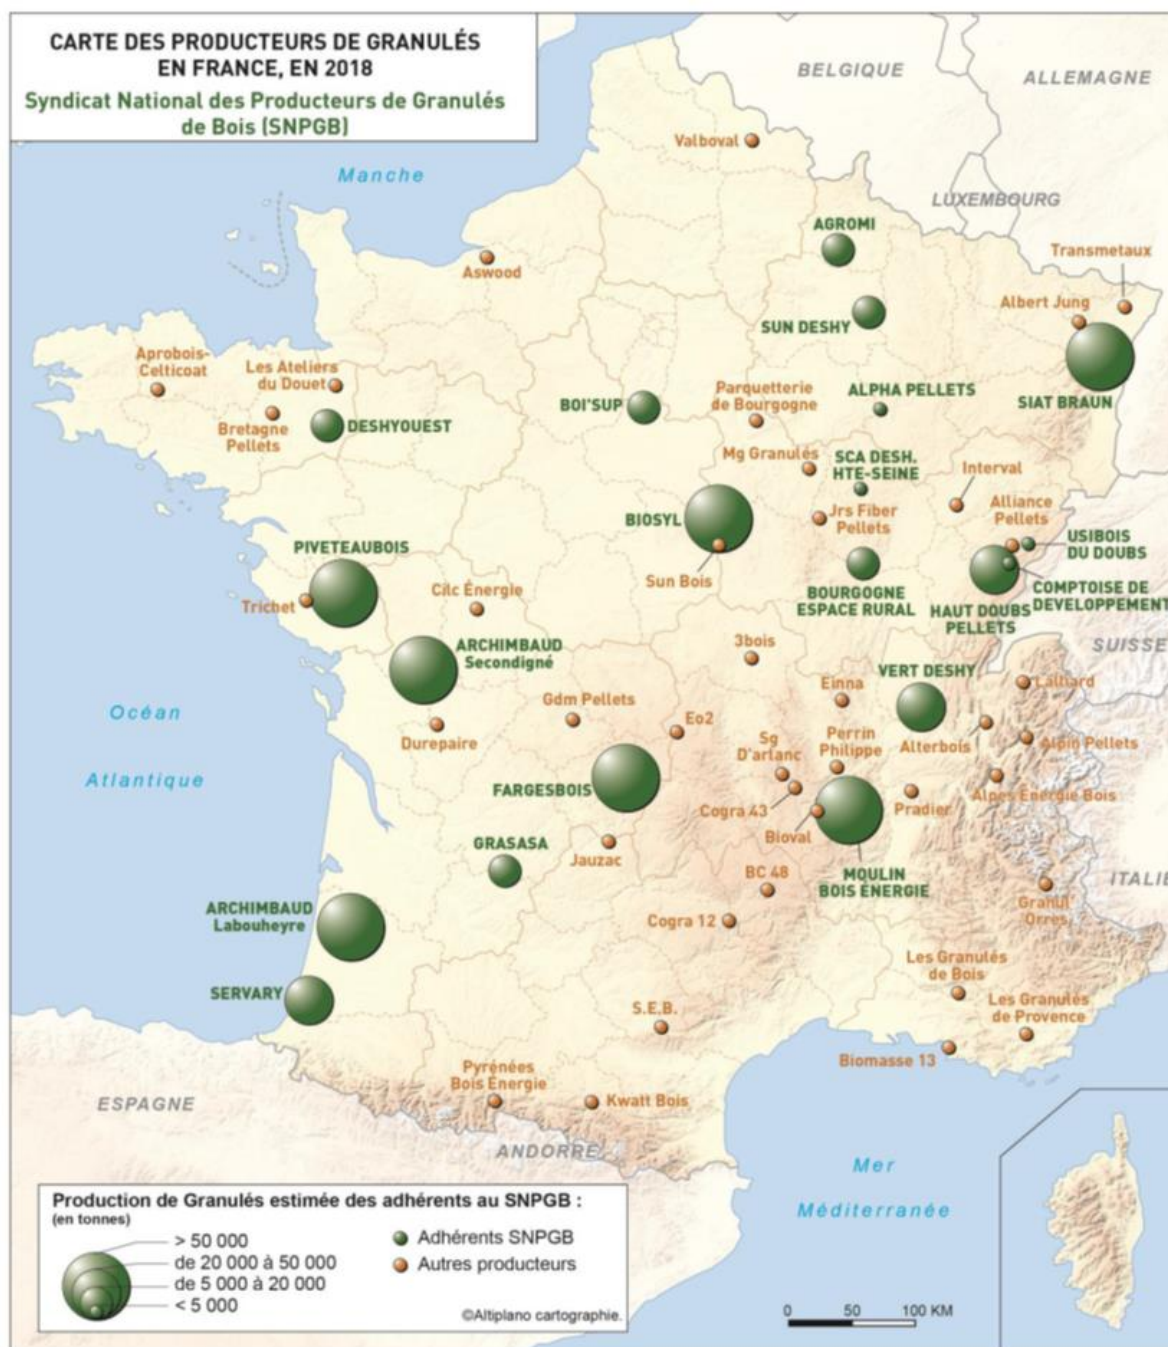 CARTE DES PRODUCTEURS DE GRANULÉS
EN FRANCE, EN 2018
Syndicat National des Producteurs de Granulés
de Bois (SNPGB)
BELGIQUE
ALLEMAGNE
Valboval
Manche
LUXEMBOURG
AGROMI
Transmetaux
Aswood
Albert Jung
SUN DESHY
Aprobois-
Celticoat
Les Ateliers
du Douet
Parquetterie
de Bourgogne
ALPHA PELLETS
SIAT BRAUN
BOI'SUP
Bretagne
Pellets
DESHYOUEST
Mg Granulés
SCA DESH.
HTE-SEINE
Interval
Alliance
Pellets
BIOSYL
Jrs Fiber
Pellets
USIBOIS
DU DOUBS
PIVETEAUBOIS
Sun Bois
BOURGOGNE
ESPACE RURAL
COMPTOISE DE
DEVELOPPEMENT
Trichet
Cilc Énergie
HAUT DOUBS
PELLETS
ARCHIMBAUD
Secondigné
3bois
SUISSE
VERT DESHY
Lalliard
Einna
Gdm Pellets
Océan
Atlantique
Durepaire
Eo2
Sg
D'arlanc
Perrin
Philippe
Alterbois
Alpin Pellets
FARGESBOIS
Cogra 43
Bioval
Pradier
Alpes Énergie Bois
GRASASA
Jauzac
BC 48
MOULIN
BOIS ÉNERGIE
ITALIE
ARCHIMBAUD
Labouheyre
Cogra 12
Granul'
Orres
Les Granulés
de Bois
SERVARY
S.E.B.
Les Granulés
de Provence
Biomasse 13
Pyrénées
Bois Énergie
Kwatt Bois
ESPAGNE
ANDORRE
Mer
Méditerranée
Production de Granulés estimée des adhérents au SNPGB :
(en tonnes)
> 50 000
de 20 000 à 50 000
de 5 000 à 20 000
< 5 000
Adhérents SNPGB
Autres producteurs
©Altiplano cartographie.
0 50 100 KM